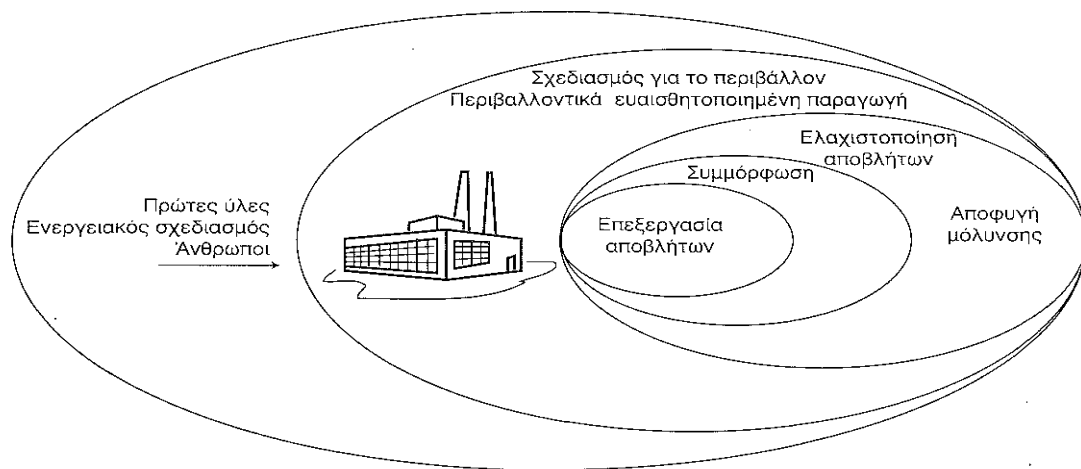 Σχεδιασμός για το περιβάλλον
Περιβαλλοντικά ευαισθητοποιημένη παραγωγή
Ελαχιστοποίηση
αποβλήτων
Συμμόρφωση
Πρώτες ύλες
Ενεργειακός σχεδιασμός
Άνθρωποι
Επεξεργασία
αποβλήτων
Αποφυγή
μόλυνσης